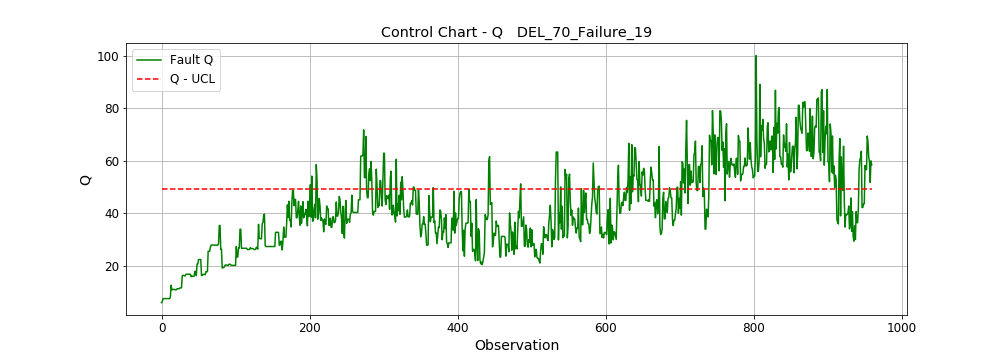 Control Chart - Q   DEL_70_Failure_19
Fault Q
Q - UCL
100
80
60
40
20
Q
0
200
400
600
800
1000
Observation